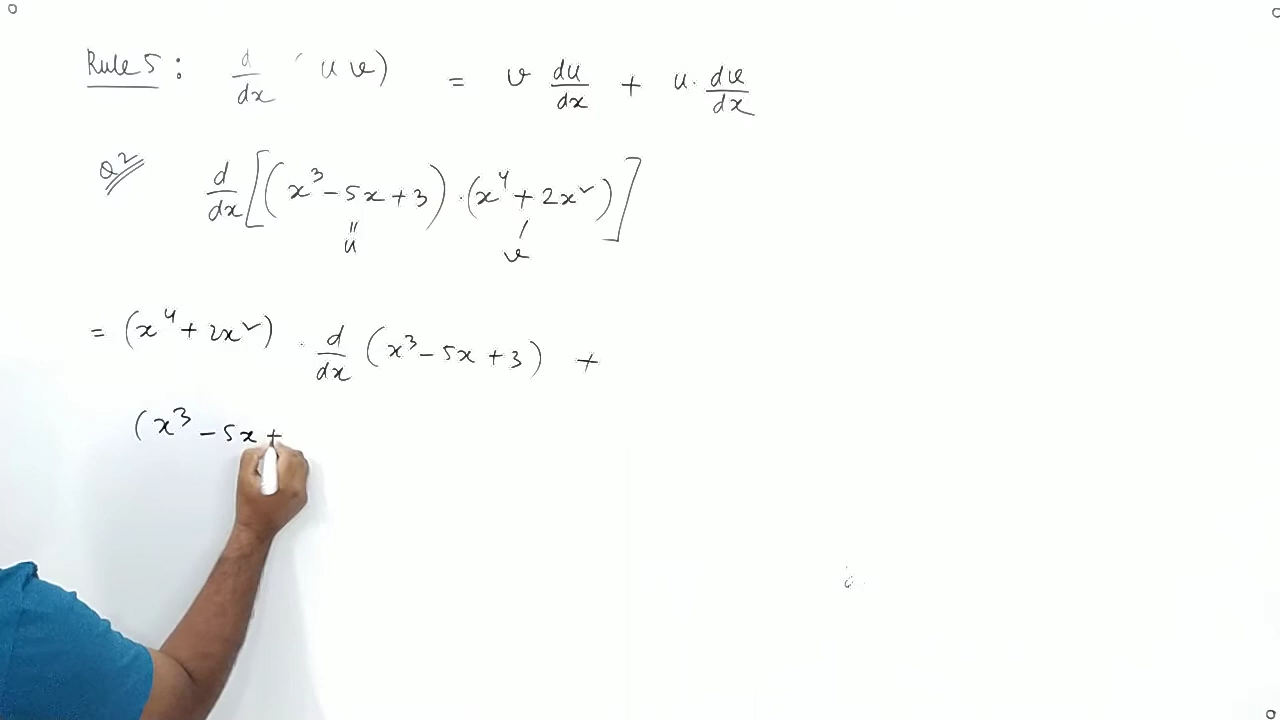 Rule 5 : d/dx (u v) = v du/dx + u. dv/dx
Q2 d/dx [(x³ - 5x + 3) . (x⁴ + 2x²)]
" u v
= (x⁴ + 2x²) . d/dx (x³ - 5x + 3) +
(x³ - 5x +